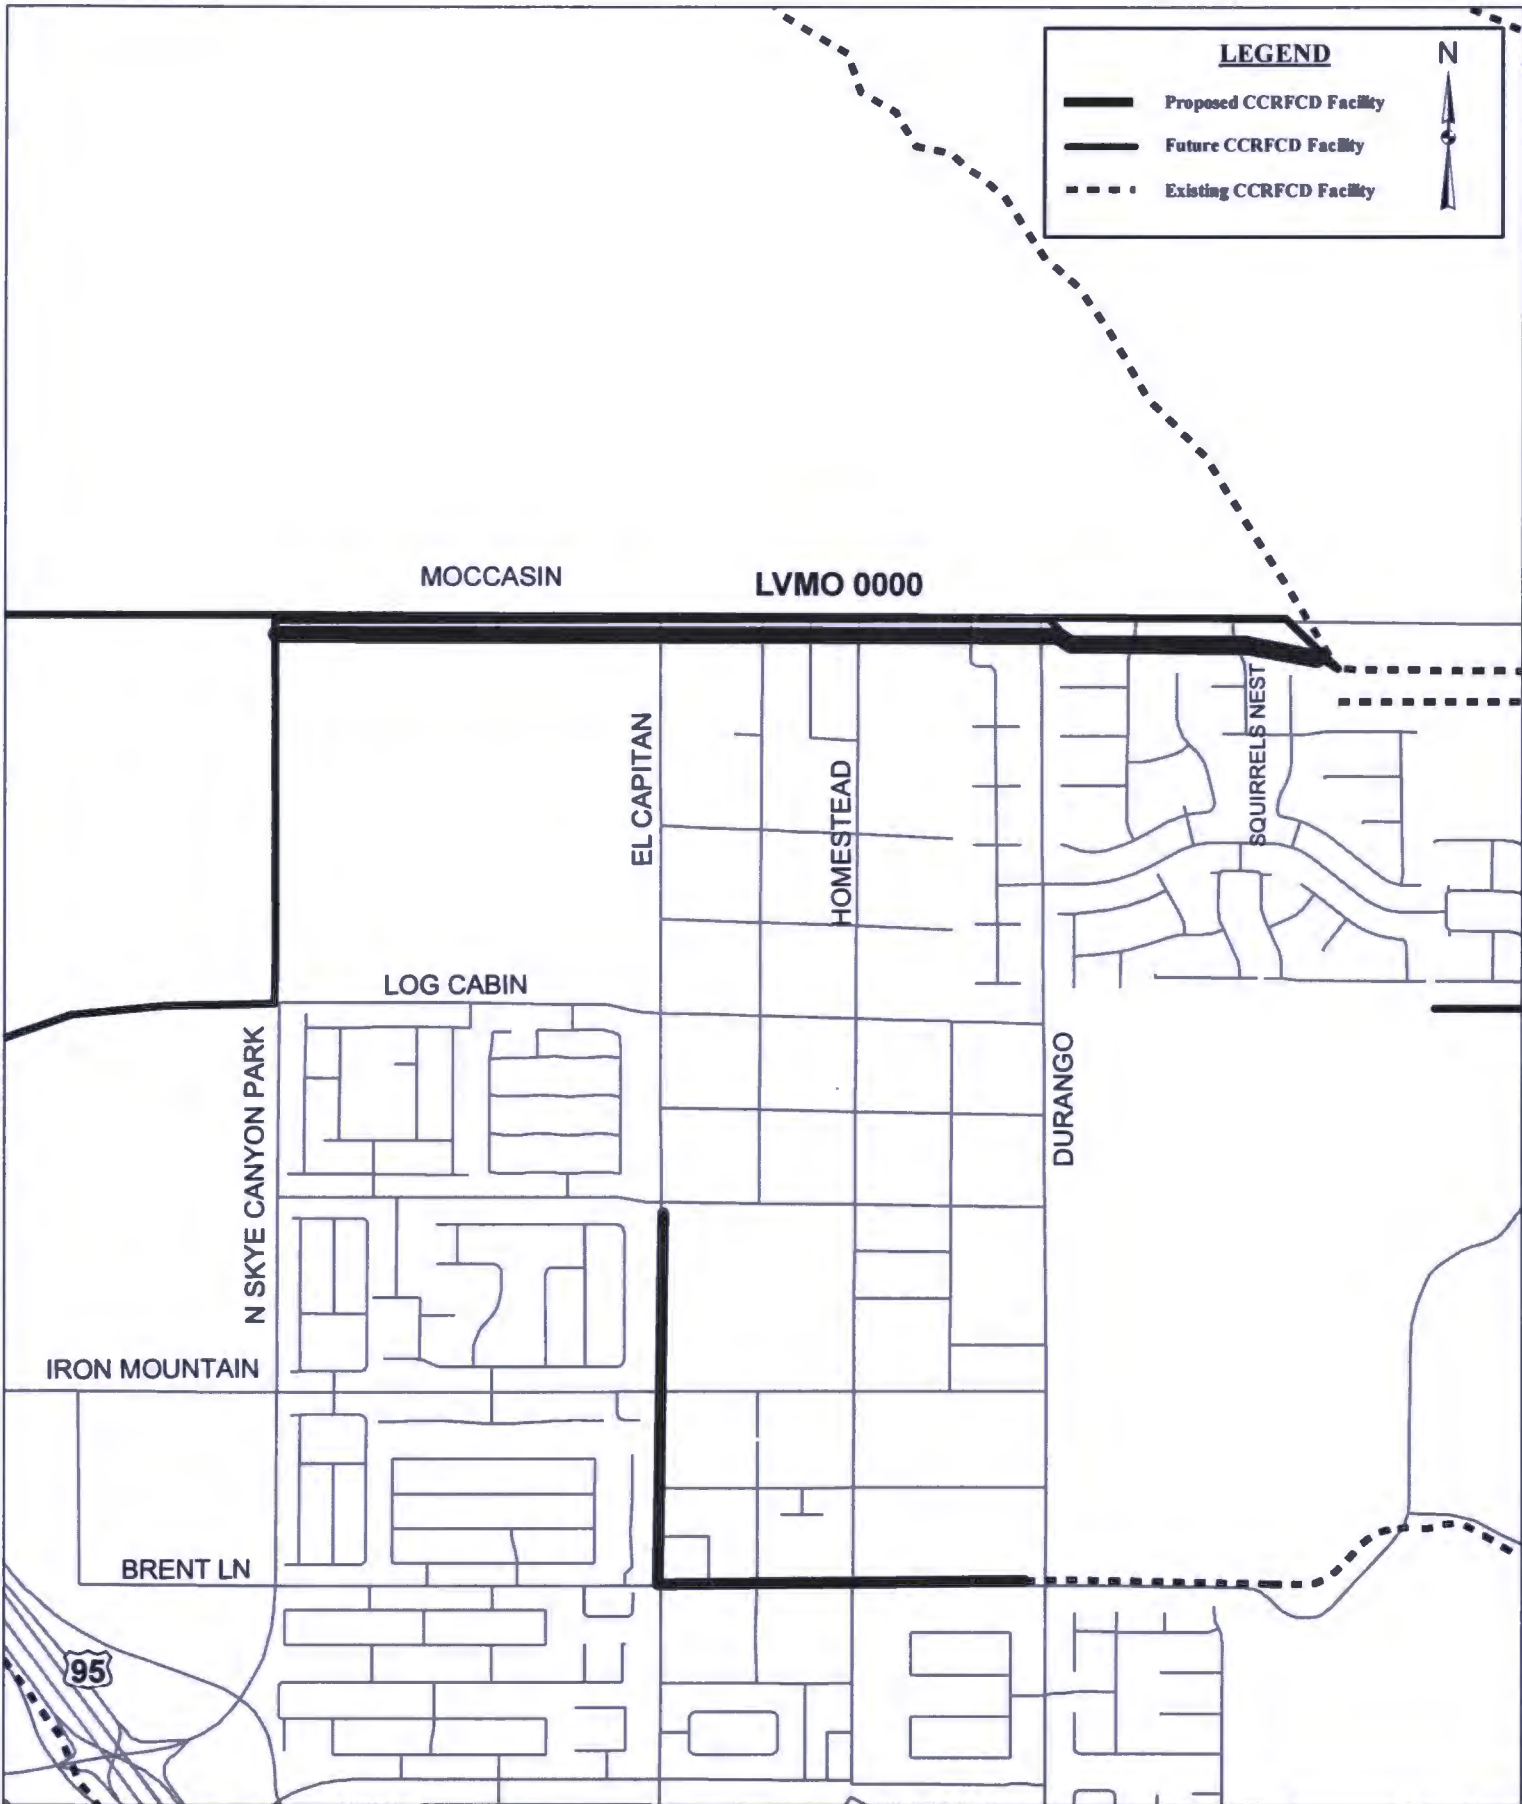 LEGEND
N
Proposed CCRFCD Facility
Future CCRFCD Facility
Existing CCRFCD Facility
MOCCASIN
LVMO 0000
EL CAPITAN
HOMESTEAD
SQUIRRELS NEST
LOG CABIN
N SKYE CANYON PARK
DURANGO
IRON MOUNTAIN
BRENT LN
95